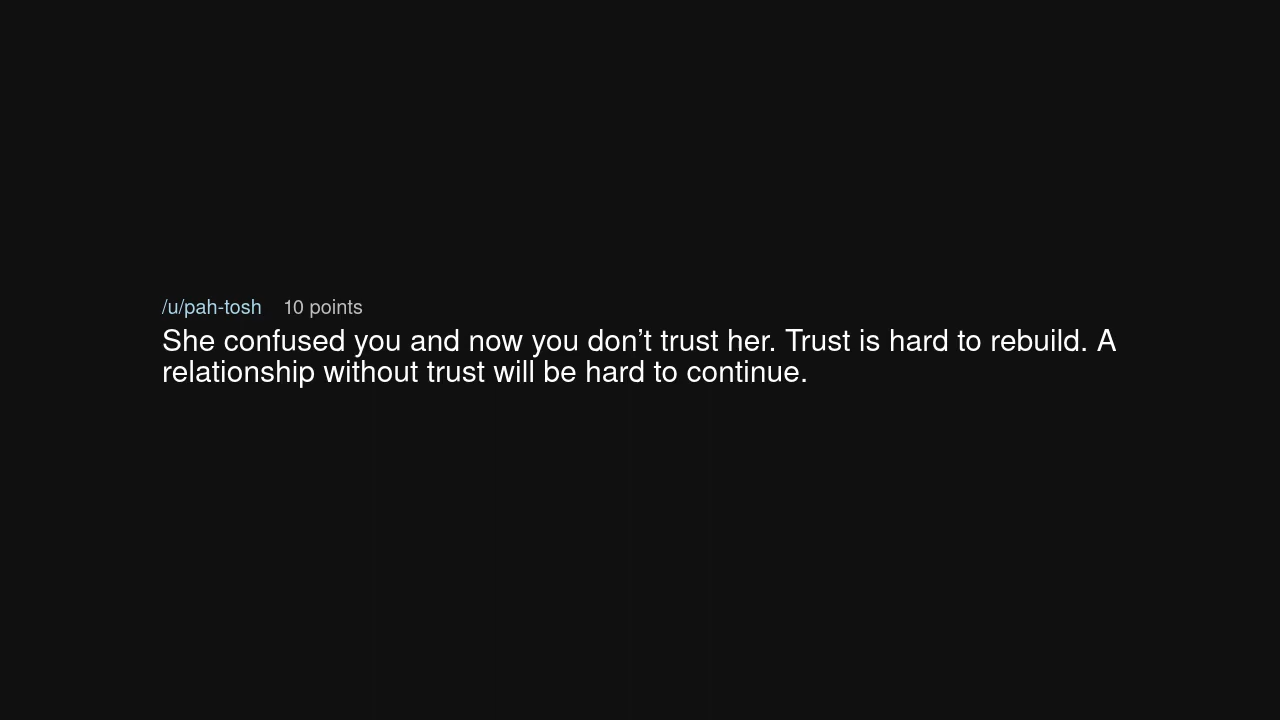 /u/pah-tosh 10 points
She confused you and now you don’t trust her. Trust is hard to rebuild. A
relationship without trust will be hard to continue.